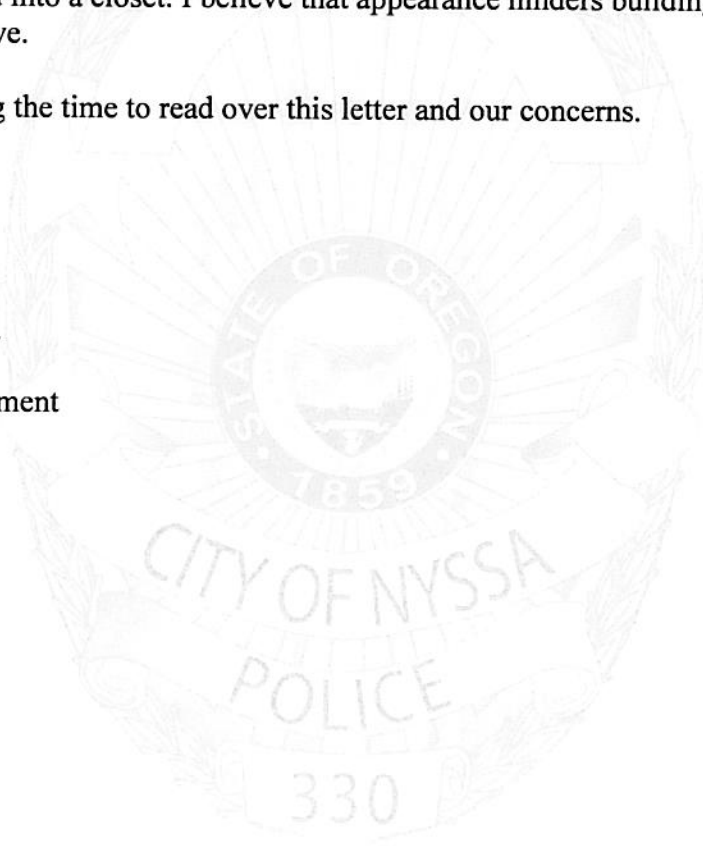 into a closet. I believe that appearance hinders building
ve.
g the time to read over this letter and our concerns.
ment
STATE OF OREGON
1859
CITY OF NYSSA
POLICE
330